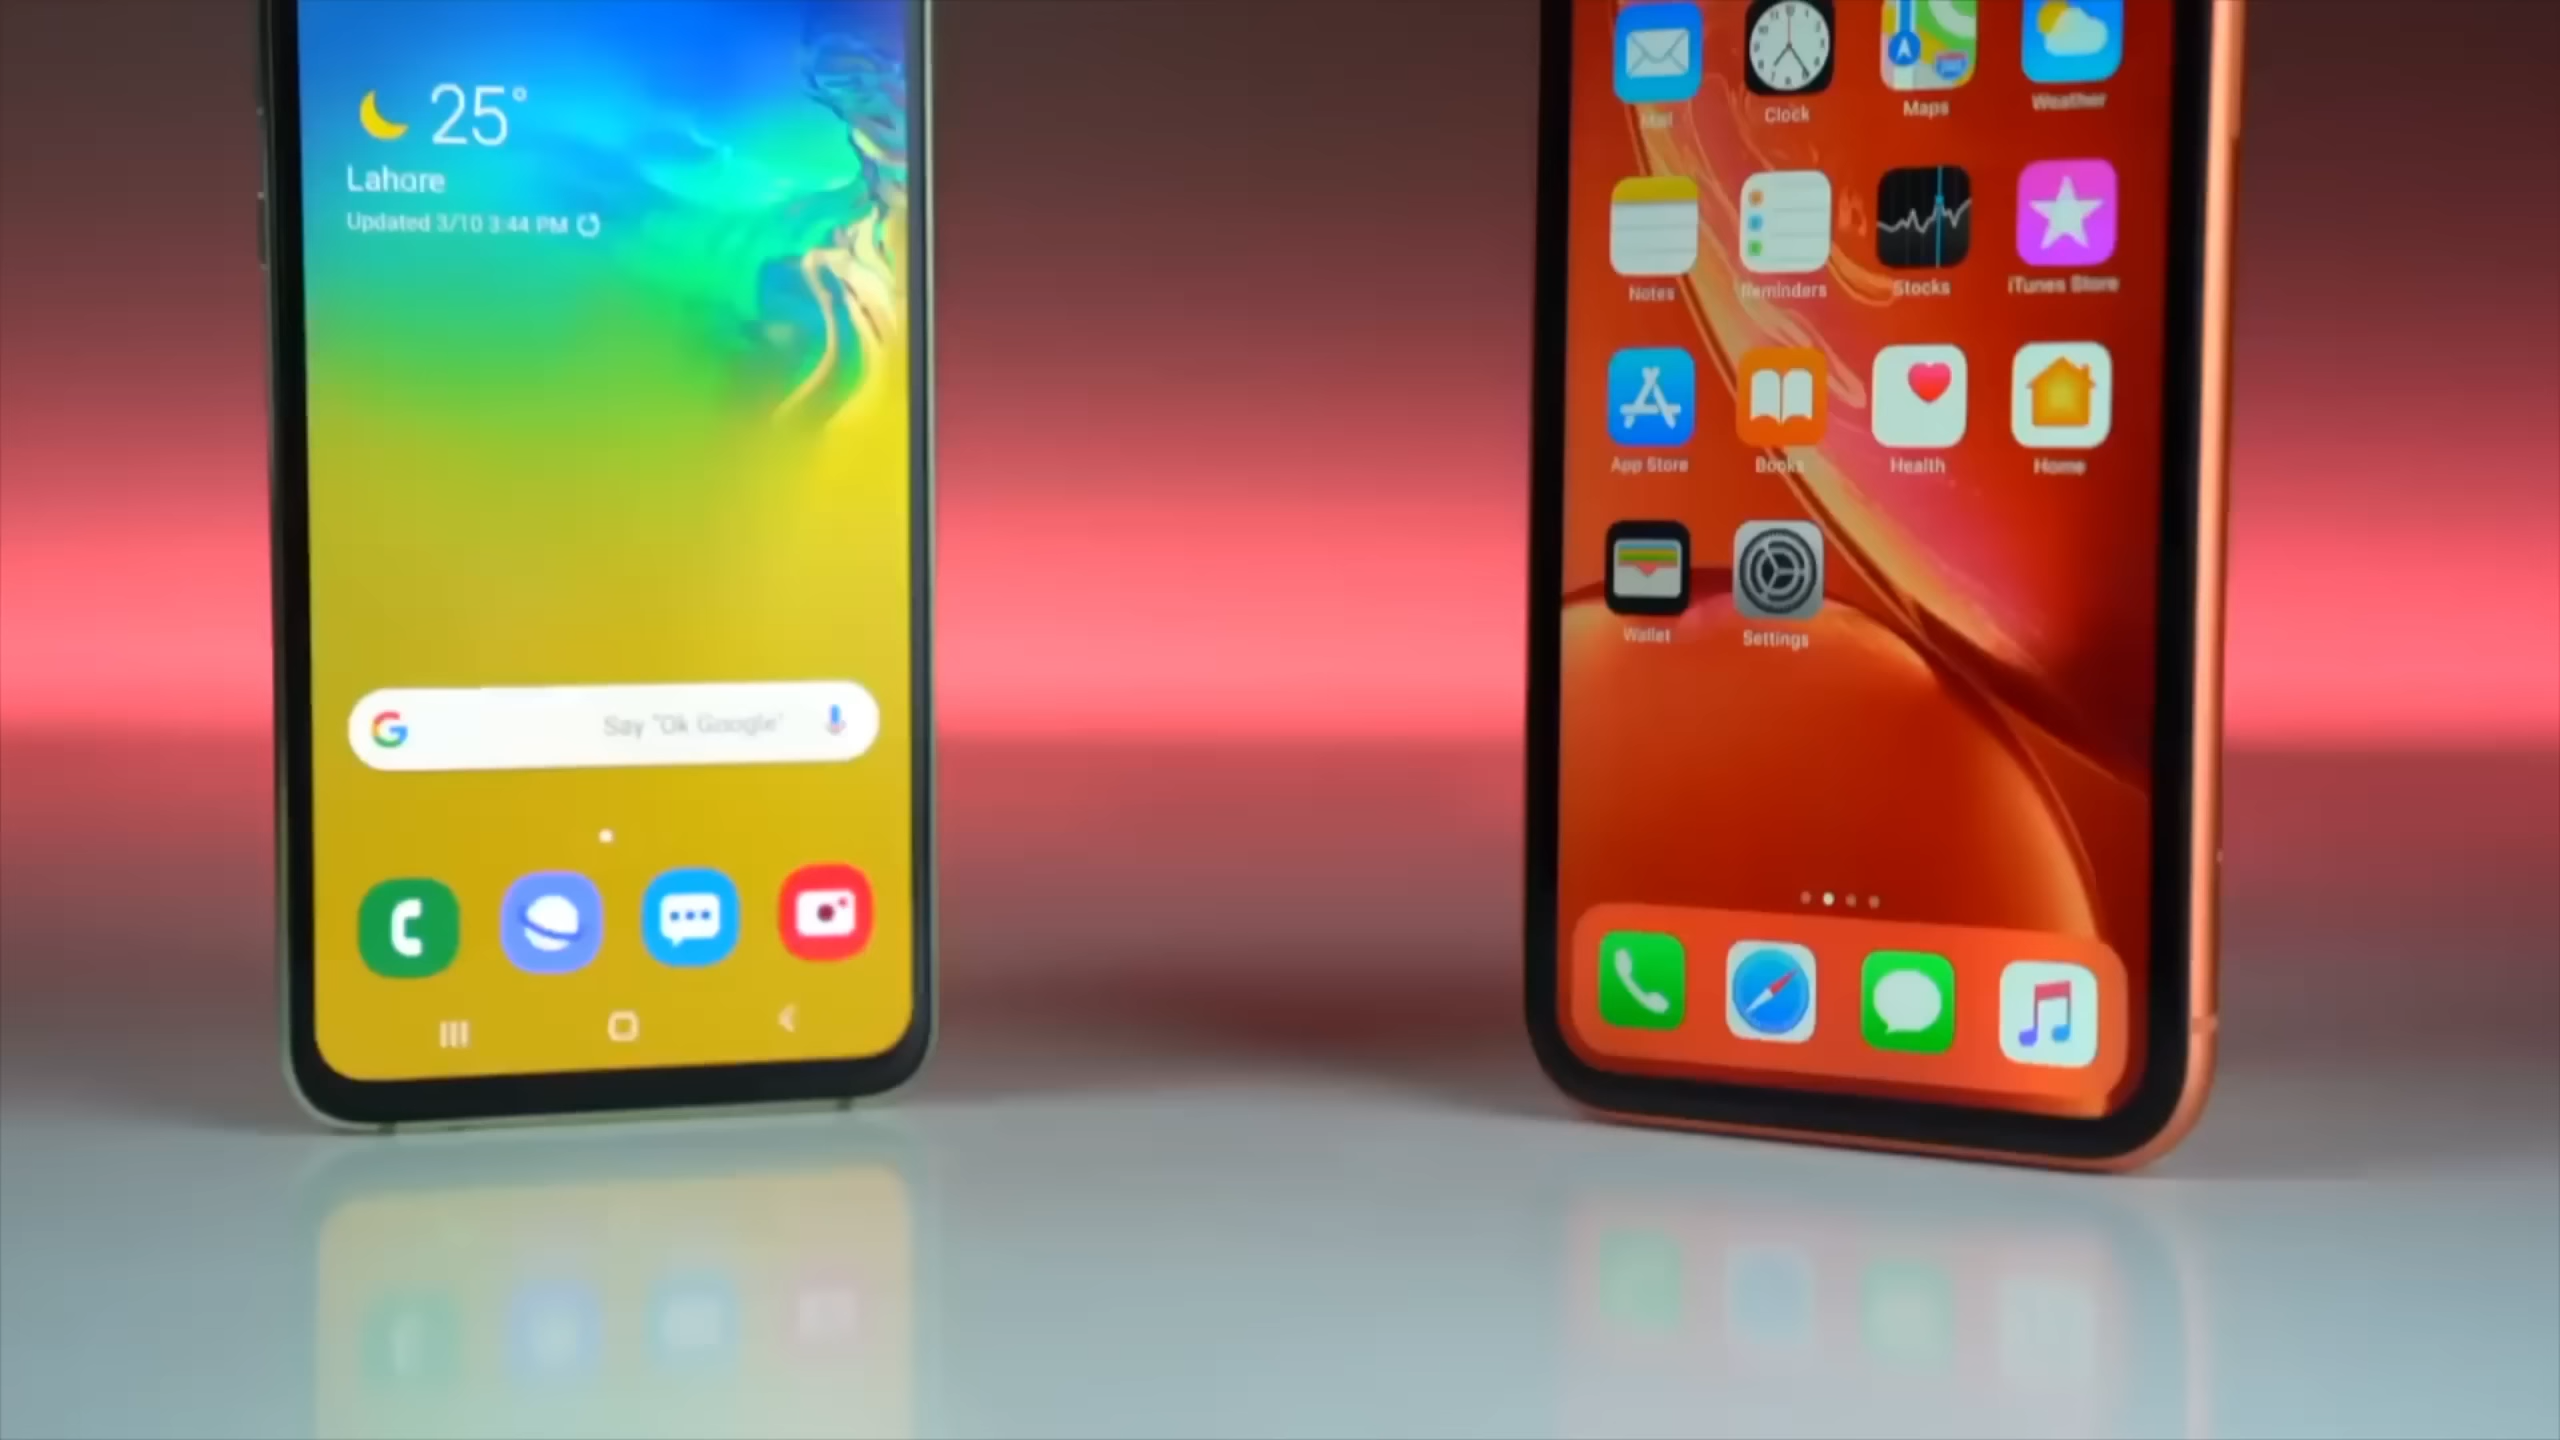 25°
Lahore
Updated 3/10 3:44 PM
Say "Ok Google"
Mail Clock Maps Weather
Notes Reminders Stocks iTunes Store
App Store Books Health Home
Wallet Settings